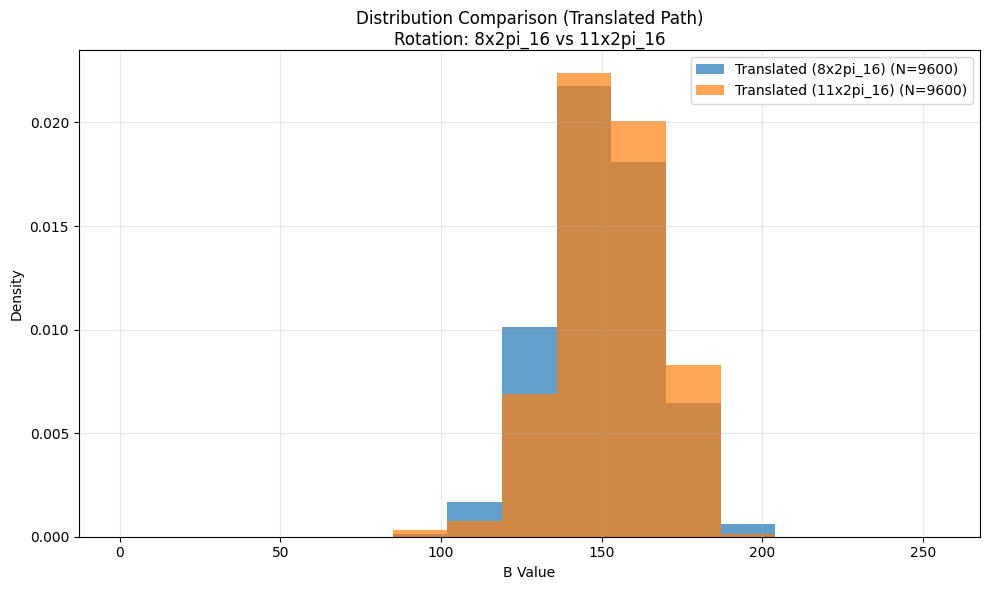 Distribution Comparison (Translated Path)
Rotation: 8x2pi_16 vs 11x2pi_16
Translated (8x2pi_16) (N=9600)
Translated (11x2pi_16) (N=9600)
Density
0.020
0.015
0.010
0.005
0.000
0 50 100 150 200 250
B Value